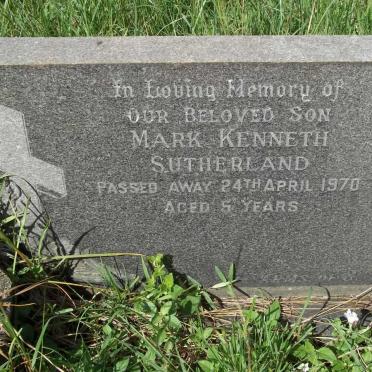 In Loving Memory of
OUR BELOVED SON
MARK KENNETH
SUTHERLAND
PASSED AWAY 24TH APRIL 1970
AGED 5 YEARS